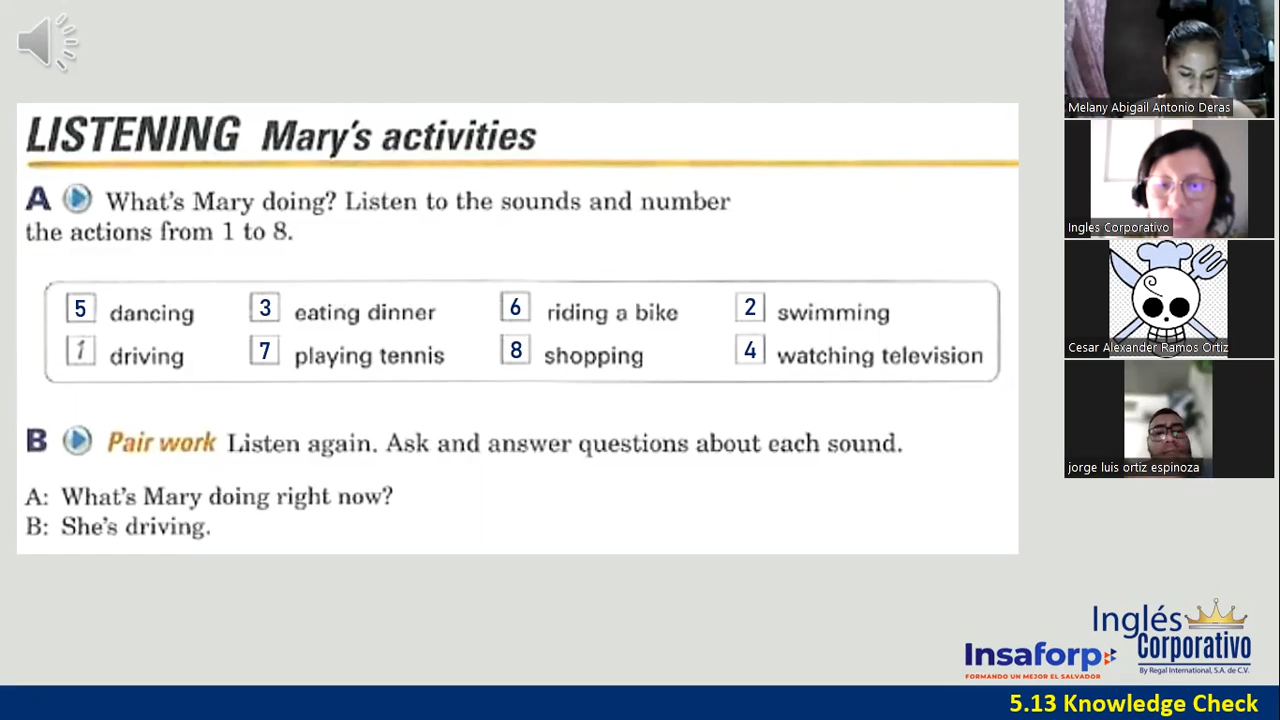 LISTENING Mary's activities
A What's Mary doing? Listen to the sounds and number
the actions from 1 to 8.
5 dancing 3 eating dinner 6 riding a bike 2 swimming
1 driving 7 playing tennis 8 shopping 4 watching television
B Pair work Listen again. Ask and answer questions about each sound.
A: What's Mary doing right now?
B: She's driving.
Melany Abigail Antonio Deras
Ingles Corporativo
Cesar Alexander Ramos Ortiz
jorge luis ortiz espinoza
Insaforp
FORMANDO UN MEJOR EL SALVADOR
Inglés
Corporativo
By Regal International, S.A. de C.V.
5.13 Knowledge Check